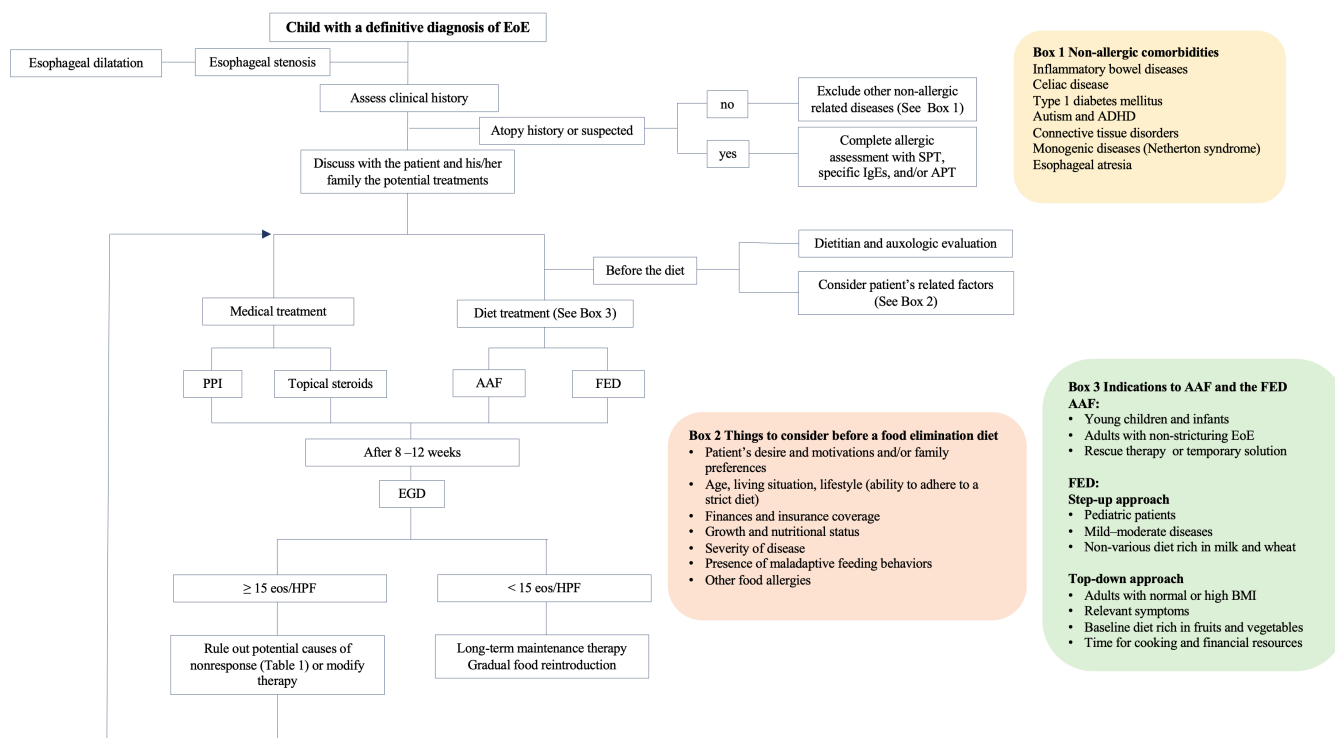 Child with a definitive diagnosis of EoE
Esophageal dilatation
Esophageal stenosis
Assess clinical history
Atopy history or suspected
no
Exclude other non-allergic
related diseases (See Box 1)
yes
Complete allergic
assessment with SPT,
specific IgEs, and/or APT
Discuss with the patient and his/her
family the potential treatments
Box 1 Non-allergic comorbidities
Inflammatory bowel diseases
Celiac disease
Type 1 diabetes mellitus
Autism and ADHD
Connective tissue disorders
Monogenic diseases (Netherton syndrome)
Esophageal atresia
Before the diet
Dietitian and auxologic evaluation
Consider patient's related factors
(See Box 2)
Medical treatment
Diet treatment (See Box 3)
PPI
Topical steroids
AAF
FED
After 8 –12 weeks
EGD
≥ 15 eos/HPF
< 15 eos/HPF
Rule out potential causes of
nonresponse (Table 1) or modify
therapy
Long-term maintenance therapy
Gradual food reintroduction
Box 2 Things to consider before a food elimination diet
• Patient's desire and motivations and/or family
preferences
• Age, living situation, lifestyle (ability to adhere to a
strict diet)
• Finances and insurance coverage
• Growth and nutritional status
• Severity of disease
• Presence of maladaptive feeding behaviors
• Other food allergies
Box 3 Indications to AAF and the FED
AAF:
• Young children and infants
• Adults with non-stricturing EoE
• Rescue therapy or temporary solution
FED:
Step-up approach
• Pediatric patients
• Mild–moderate diseases
• Non-various diet rich in milk and wheat
Top-down approach
• Adults with normal or high BMI
• Relevant symptoms
• Baseline diet rich in fruits and vegetables
• Time for cooking and financial resources